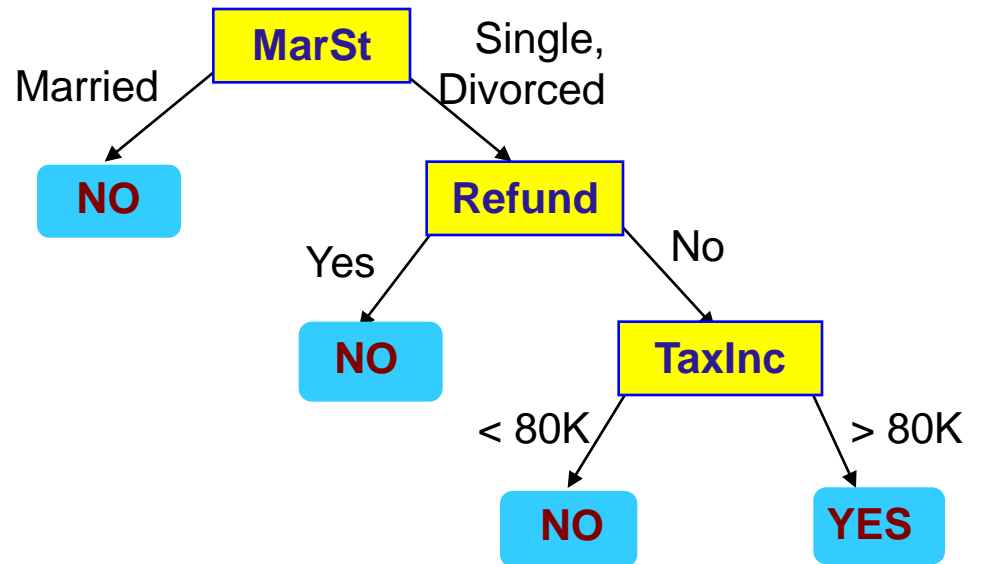 MarSt
Single,
Divorced
Married
NO
Refund
Yes
No
NO
TaxInc
< 80K
> 80K
NO
YES